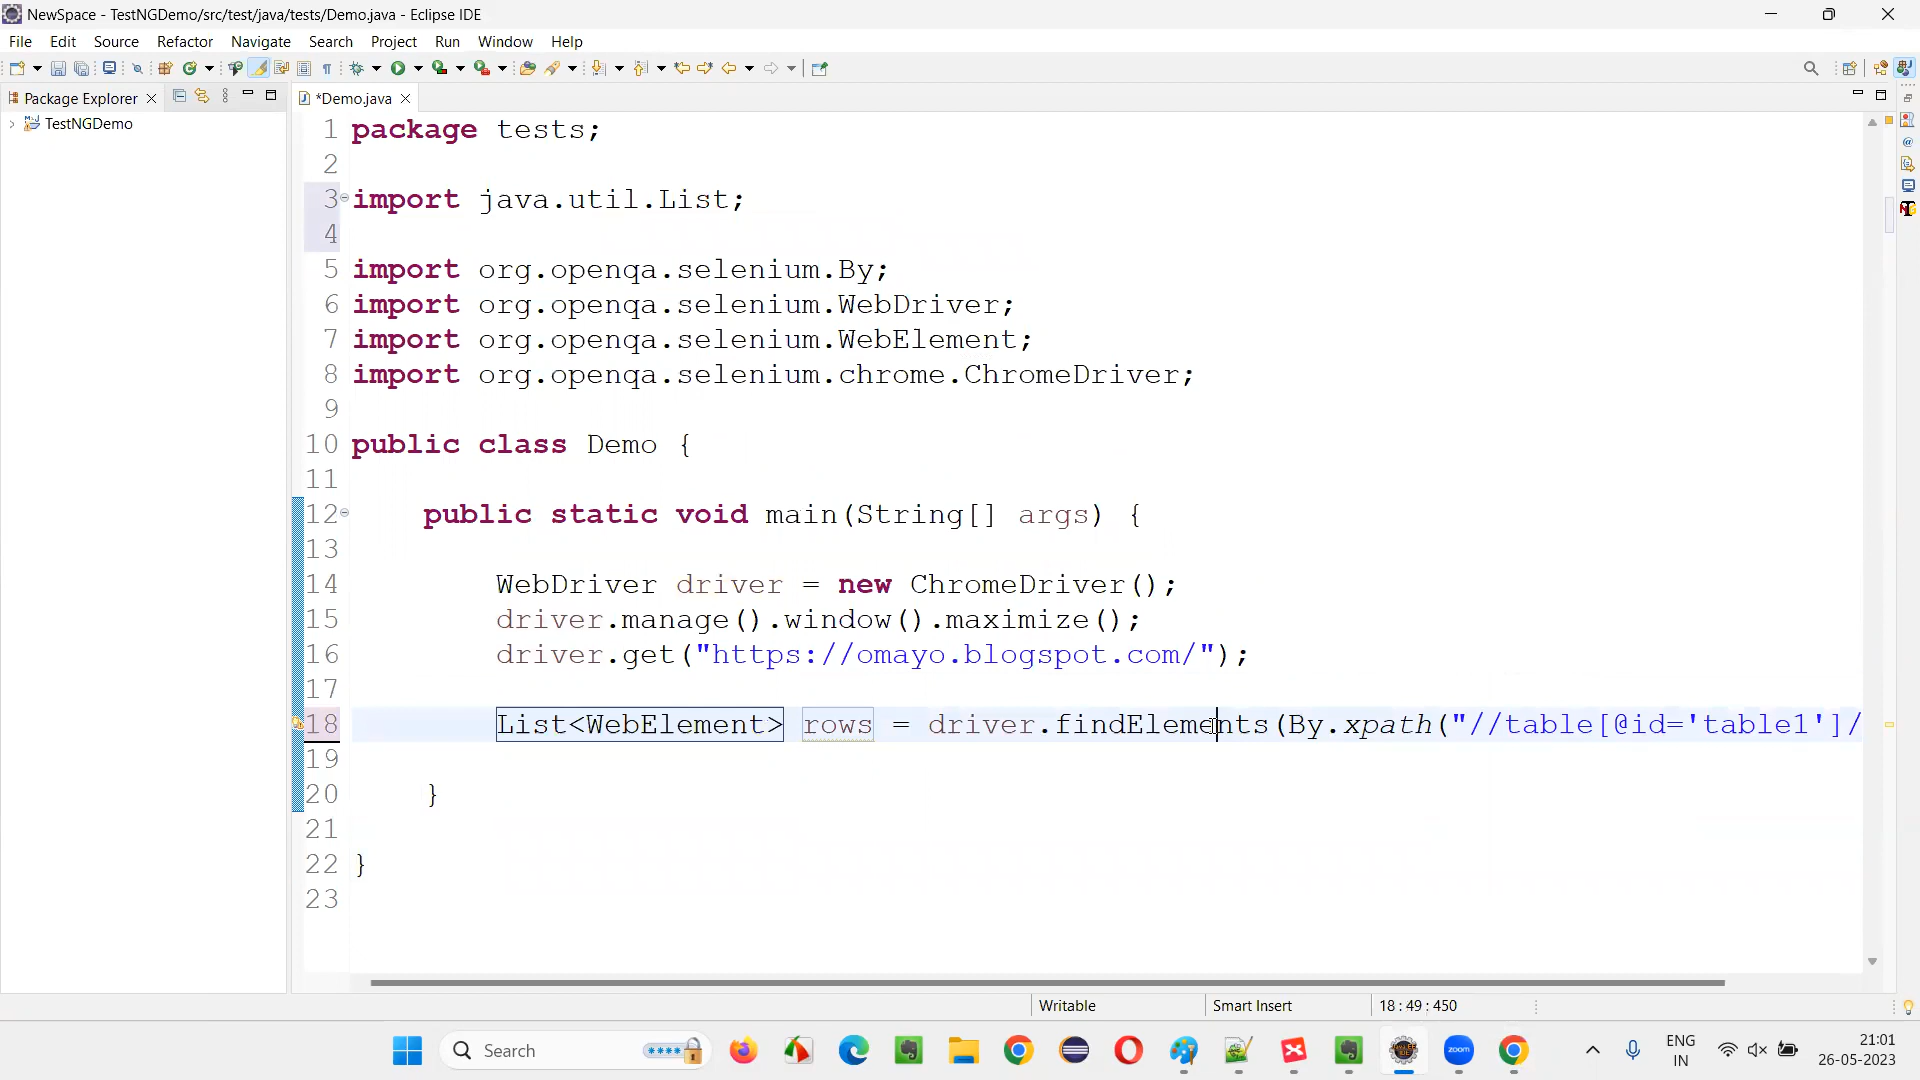 NewSpace - TestNGDemo/src/test/java/tests/Demo.java - Eclipse IDE
File Edit Source Refactor Navigate Search Project Run Window Help
Package Explorer
*Demo.java
TestNGDemo
1 package tests;
2
3 import java.util.List;
4
5 import org.openqa.selenium.By;
6 import org.openqa.selenium.WebDriver;
7 import org.openqa.selenium.WebElement;
8 import org.openqa.selenium.chrome.ChromeDriver;
9
10 public class Demo {
11
12 public static void main(String[] args) {
13
14 WebDriver driver = new ChromeDriver();
15 driver.manage().window().maximize();
16 driver.get("https://omayo.blogspot.com/");
17
18 List<WebElement> rows = driver.findElements(By.xpath("//table[@id='table1']/
19
20 }
21
22 }
23
Writable Smart Insert 18 : 49 : 450
Search
zoom
ENG
IN
21:01
26-05-2023